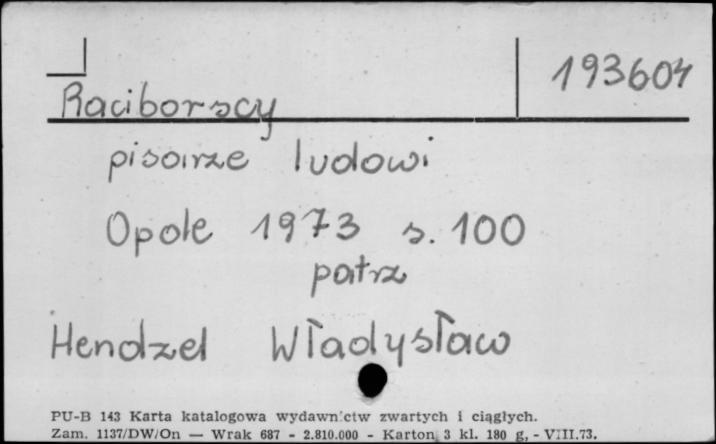 193604
Raciborscy
pisarze ludowi
Opole 1973 s. 100
patrz
Hendzel Władysław
PU-B 143 Karta katalogowa wydawnictw zwartych i ciągłych.
Zam. 1137/DW/On — Wrak 687 - 2.810.000 - Karton 3 kl. 180 g, - VIII.73.